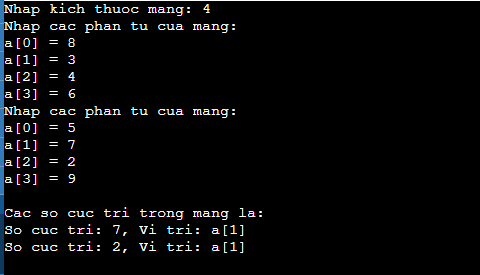 Nhap kich thuoc mang: 4
Nhap cac phan tu cua mang:
a[0] = 8
a[1] = 3
a[2] = 4
a[3] = 6
Nhap cac phan tu cua mang:
a[0] = 5
a[1] = 7
a[2] = 2
a[3] = 9
Cac so cuc tri trong mang la:
So cuc tri: 7, Vi tri: a[1]
So cuc tri: 2, Vi tri: a[1]